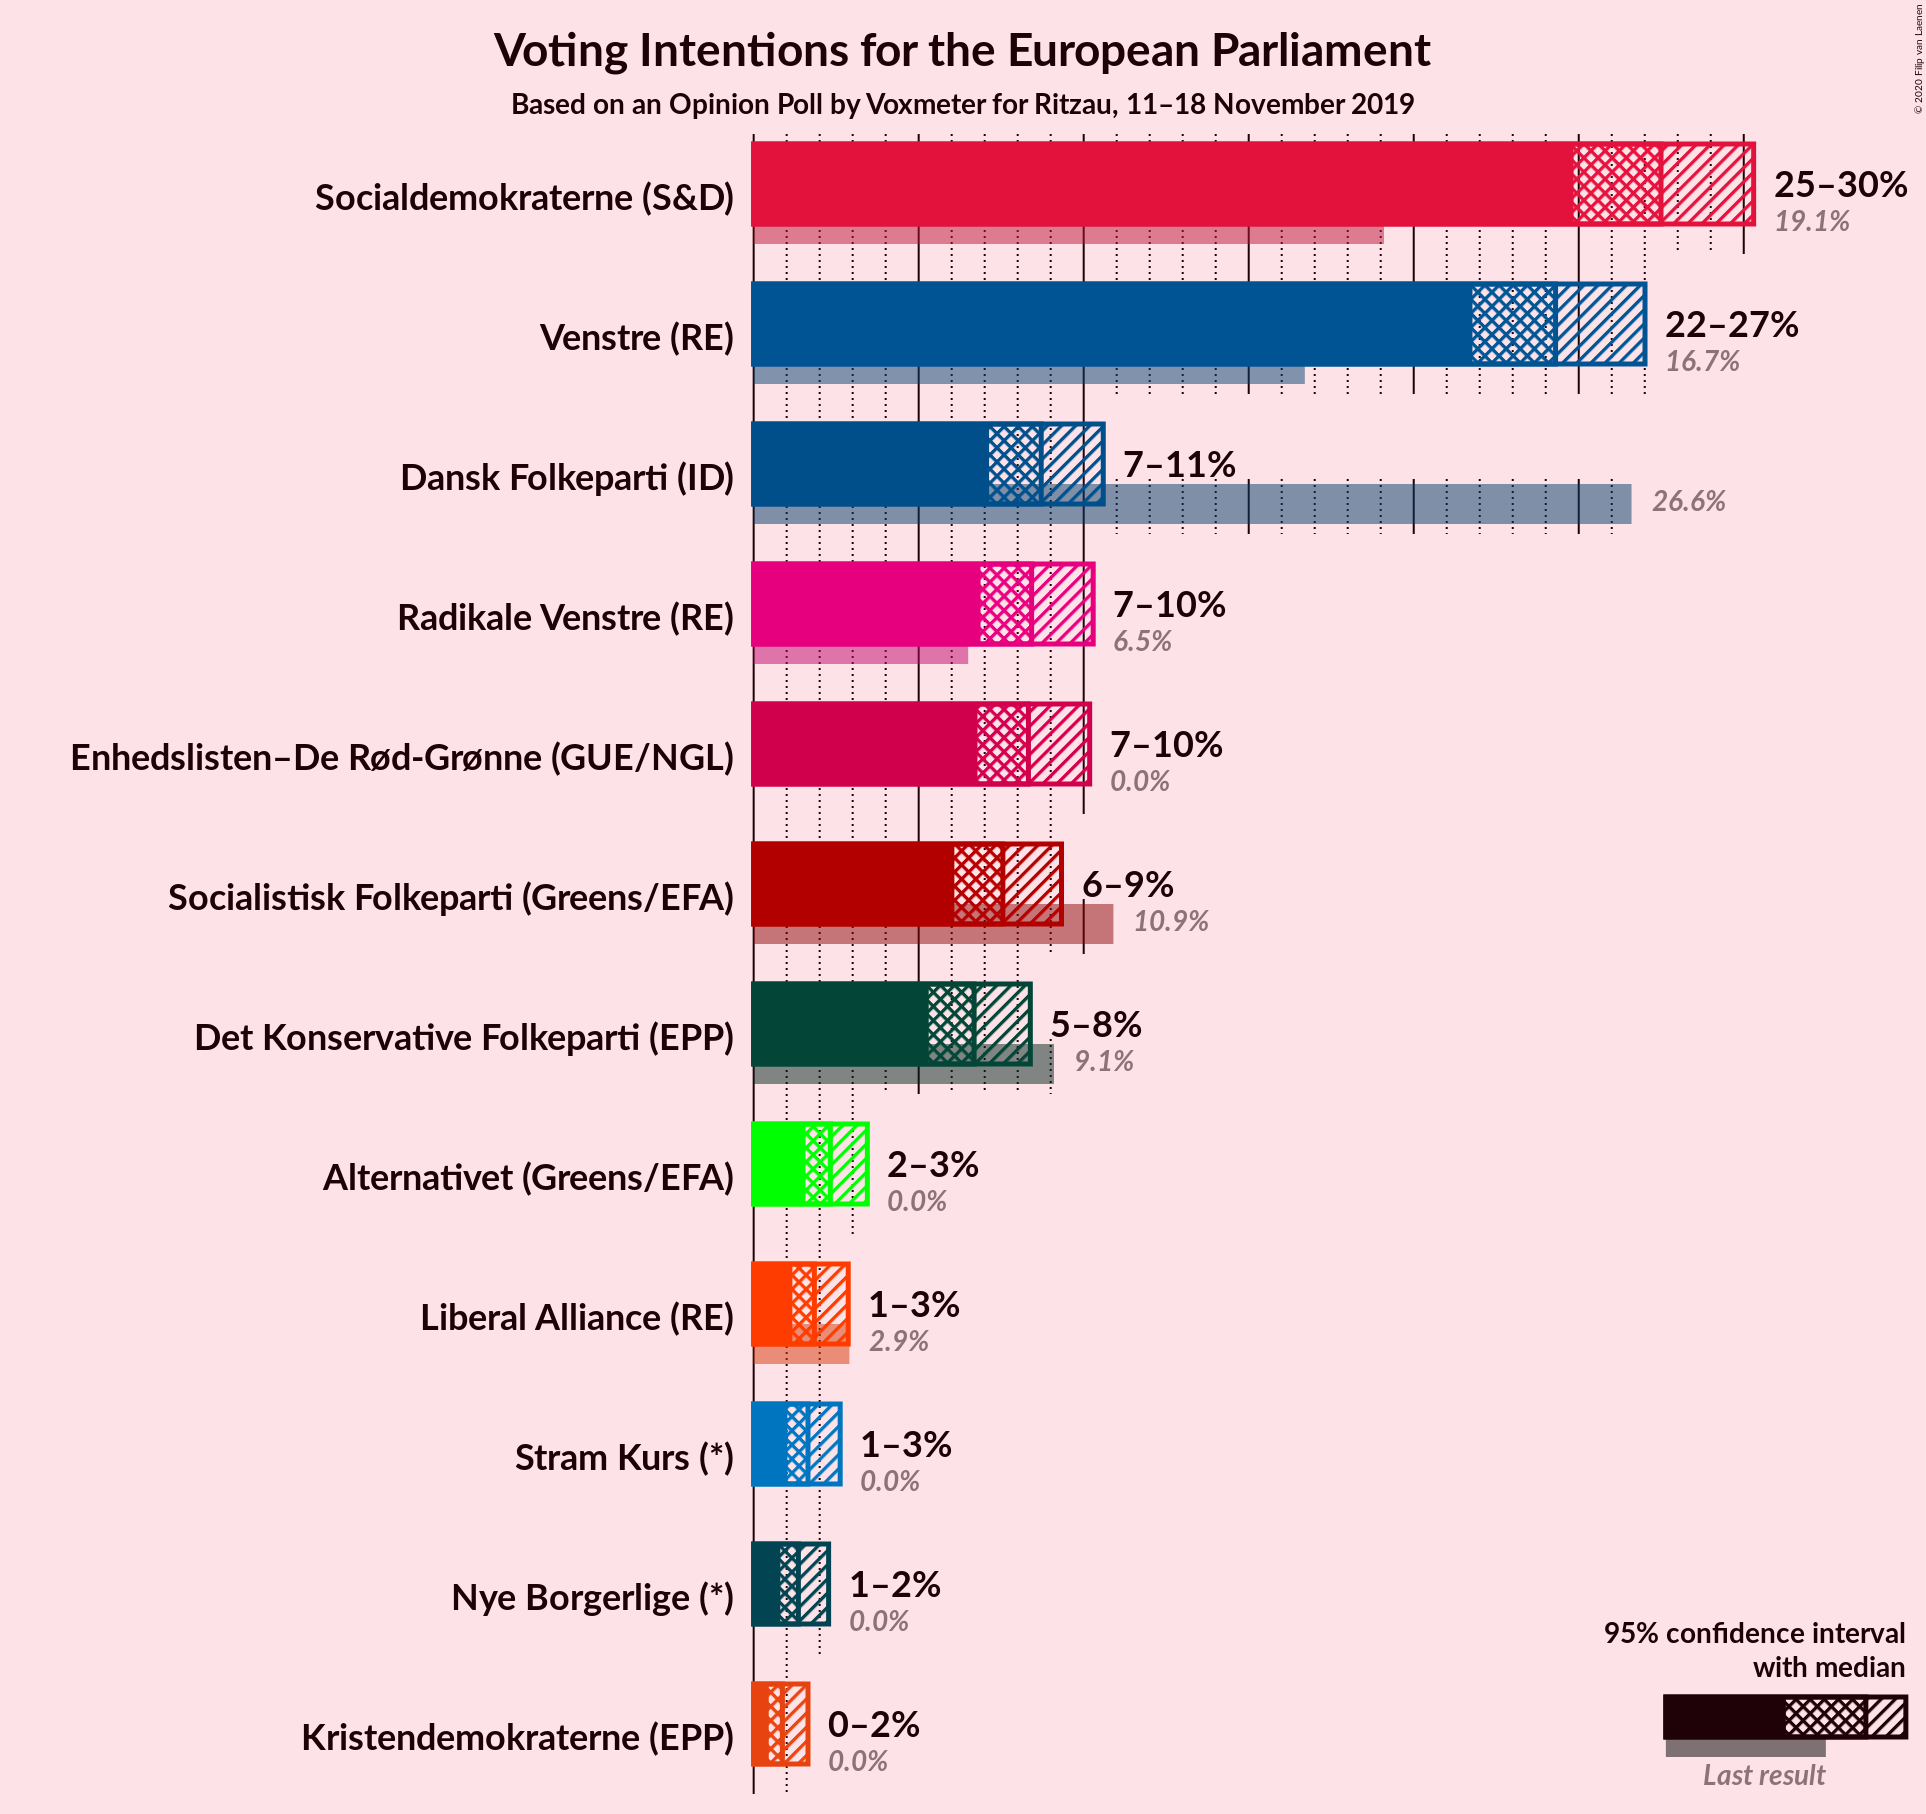 Voting Intentions for the European Parliament
Based on an Opinion Poll by Voxmeter for Ritzau, 11–18 November 2019
© 2020 Filip van Laenen
Socialdemokraterne (S&D)
25–30%
19.1%
Venstre (RE)
22–27%
16.7%
Dansk Folkeparti (ID)
7–11%
26.6%
Radikale Venstre (RE)
7–10%
6.5%
Enhedslisten–De Rød-Grønne (GUE/NGL)
7–10%
0.0%
Socialistisk Folkeparti (Greens/EFA)
6–9%
10.9%
Det Konservative Folkeparti (EPP)
5–8%
9.1%
Alternativet (Greens/EFA)
2–3%
0.0%
Liberal Alliance (RE)
1–3%
2.9%
Stram Kurs (*)
1–3%
0.0%
Nye Borgerlige (*)
1–2%
0.0%
Kristendemokraterne (EPP)
0–2%
0.0%
95% confidence interval
with median
Last result